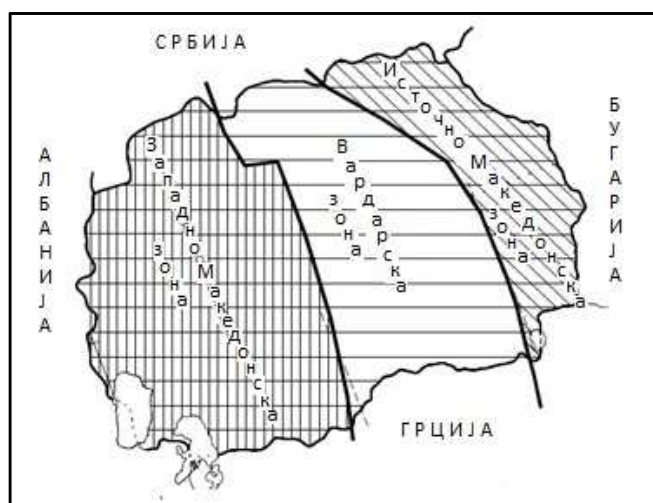 СРБИЈА
АЛБАНИЈА
БУГАРИЈА
ГРЦИЈА
Западно Македонска
зона
Вардарска
зона
Источно Македонска
зона